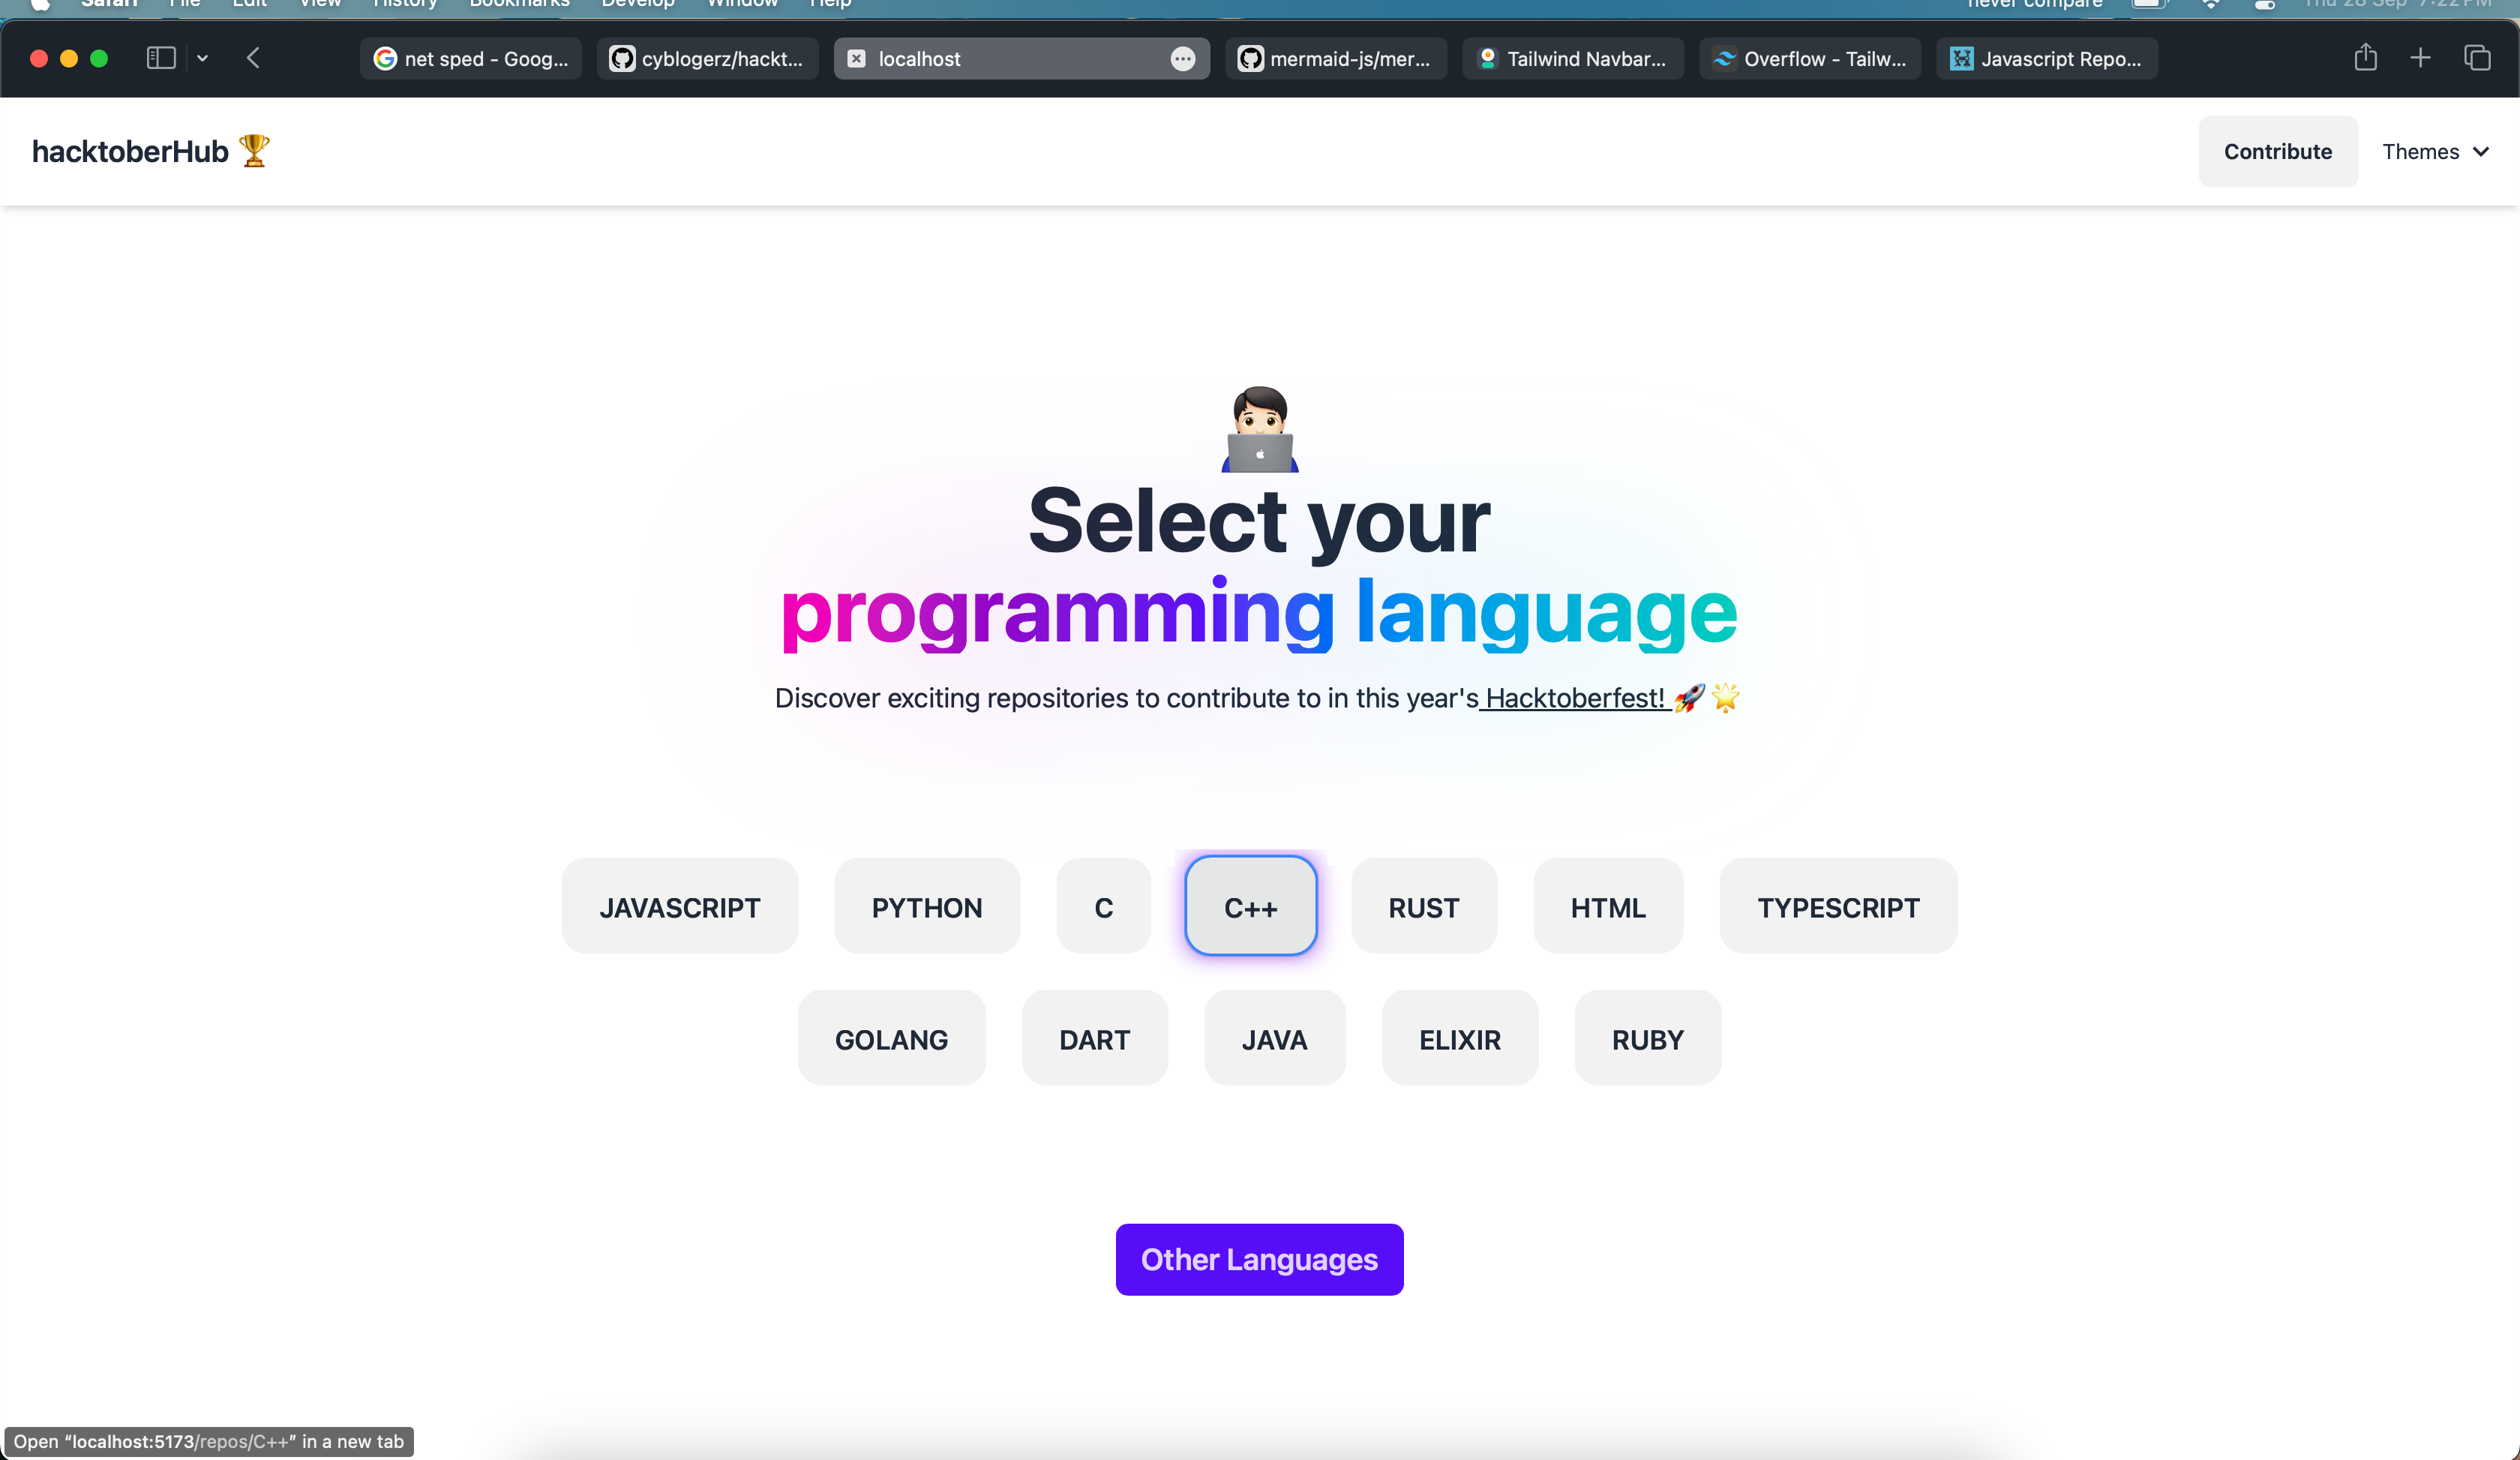 Safari File Edit View History Bookmarks Develop Window Help never compare Thu 28 Sep 7:22 PM
net sped - Goog... cyblogerz/hackt... localhost mermaid-js/mer... Tailwind Navbar... Overflow - Tailw... Javascript Repo...
hacktoberHub 🏆 Contribute Themes
Select your
programming language
Discover exciting repositories to contribute to in this year's Hacktoberfest! 🚀 🌟
JAVASCRIPT PYTHON C C++ RUST HTML TYPESCRIPT
GOLANG DART JAVA ELIXIR RUBY
Other Languages
Open “localhost:5173/repos/C++” in a new tab